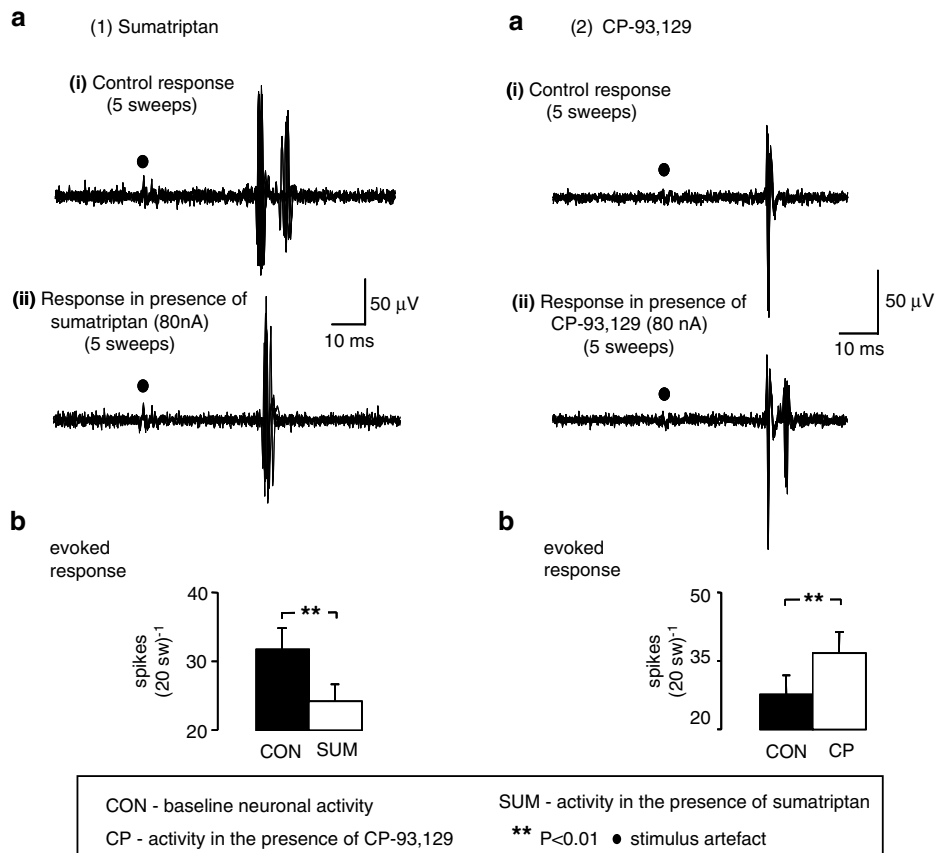 a
(1) Sumatriptan
(i) Control response
(5 sweeps)
(ii) Response in presence of
sumatriptan (80nA)
(5 sweeps)
50 μV
10 ms
b
evoked
response
spikes
(20 sw)-1
40
30
20
**
CON
SUM
a
(2) CP-93,129
(i) Control response
(5 sweeps)
(ii) Response in presence of
CP-93,129 (80 nA)
(5 sweeps)
50 μV
10 ms
b
evoked
response
spikes
(20 sw)-1
50
35
20
**
CON
CP
CON - baseline neuronal activity
SUM - activity in the presence of sumatriptan
CP - activity in the presence of CP-93,129
** P<0.01 ● stimulus artefact